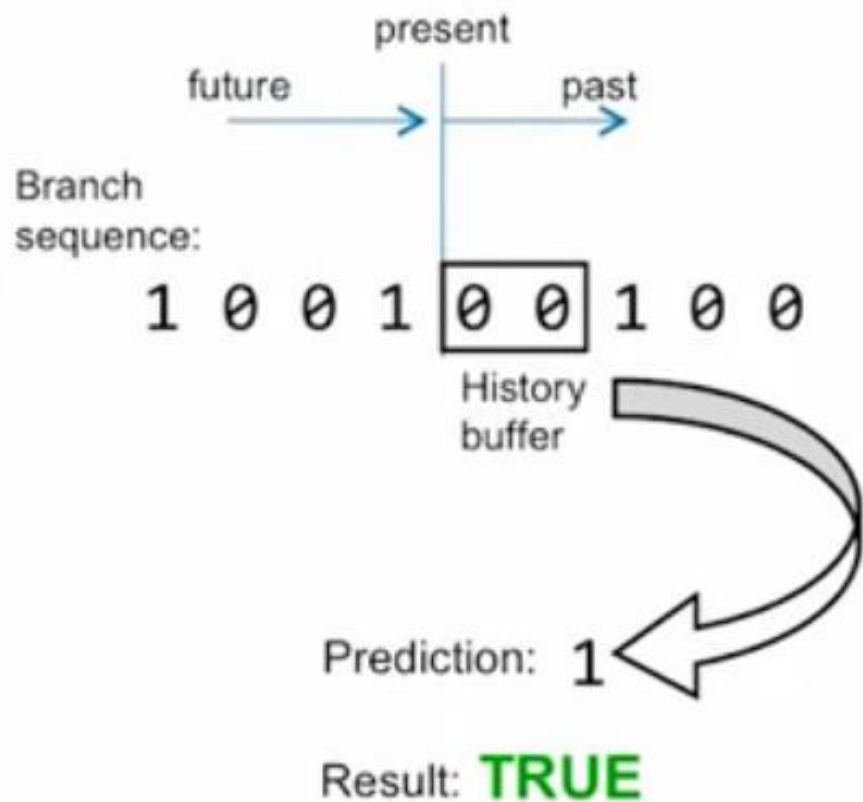 present
future
past
Branch
sequence:
1 0 0 1 0 0 1 0 0
History
buffer
Prediction: 1
Result: TRUE